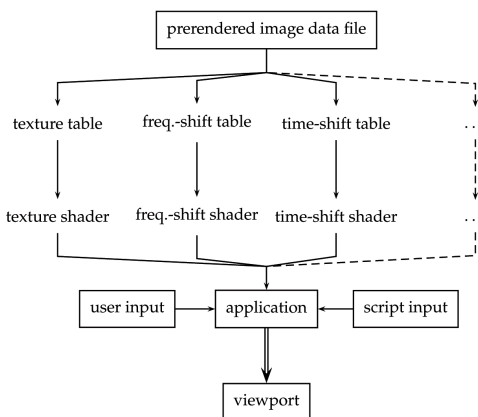 prerendered image data file
texture table
freq.-shift table
time-shift table
. .
texture shader
freq.-shift shader
time-shift shader
. .
user input
application
script input
viewport